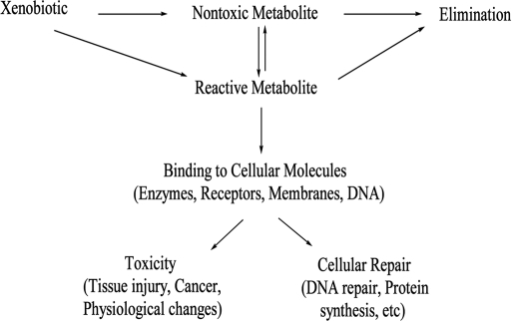 Xenobiotic
Nontoxic Metabolite
Elimination
Reactive Metabolite
Binding to Cellular Molecules
(Enzymes, Receptors, Membranes, DNA)
Toxicity
(Tissue injury, Cancer,
Physiological changes)
Cellular Repair
(DNA repair, Protein
synthesis, etc)